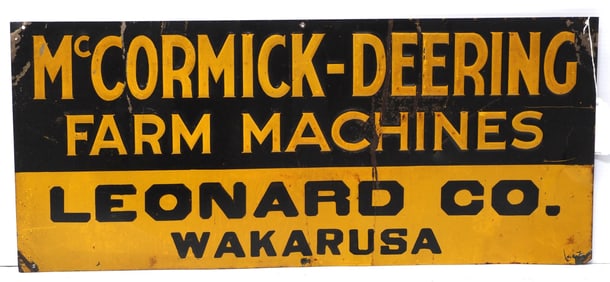 McCORMICK-DEERING
FARM MACHINES
LEONARD CO.
WAKARUSA